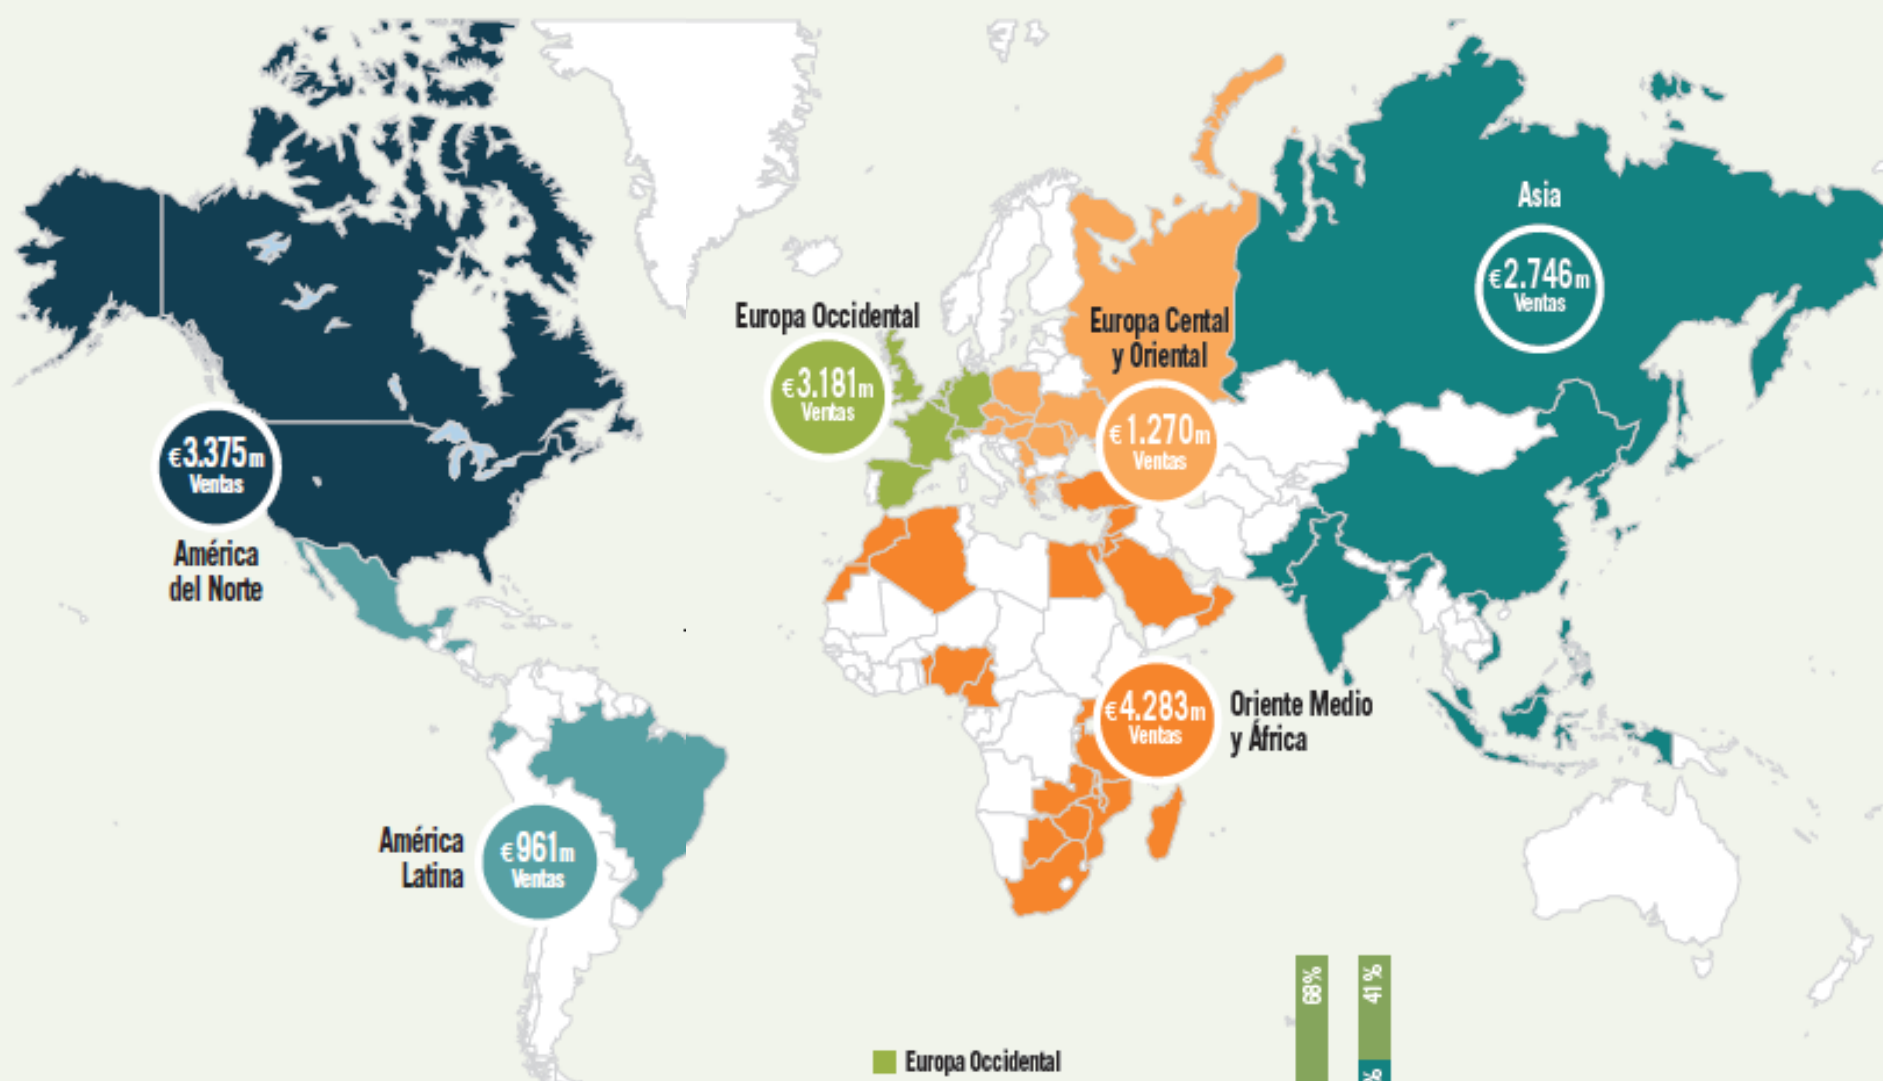 Asia
€2.746m
Ventas
Europa Occidental
€3.181m
Ventas
Europa Cental
y Oriental
€1.270m
Ventas
€3.375m
Ventas
América
del Norte
€4.283m
Ventas
Oriente Medio
y África
América
Latina
€961m
Ventas
68%
41%
Europa Occidental
%